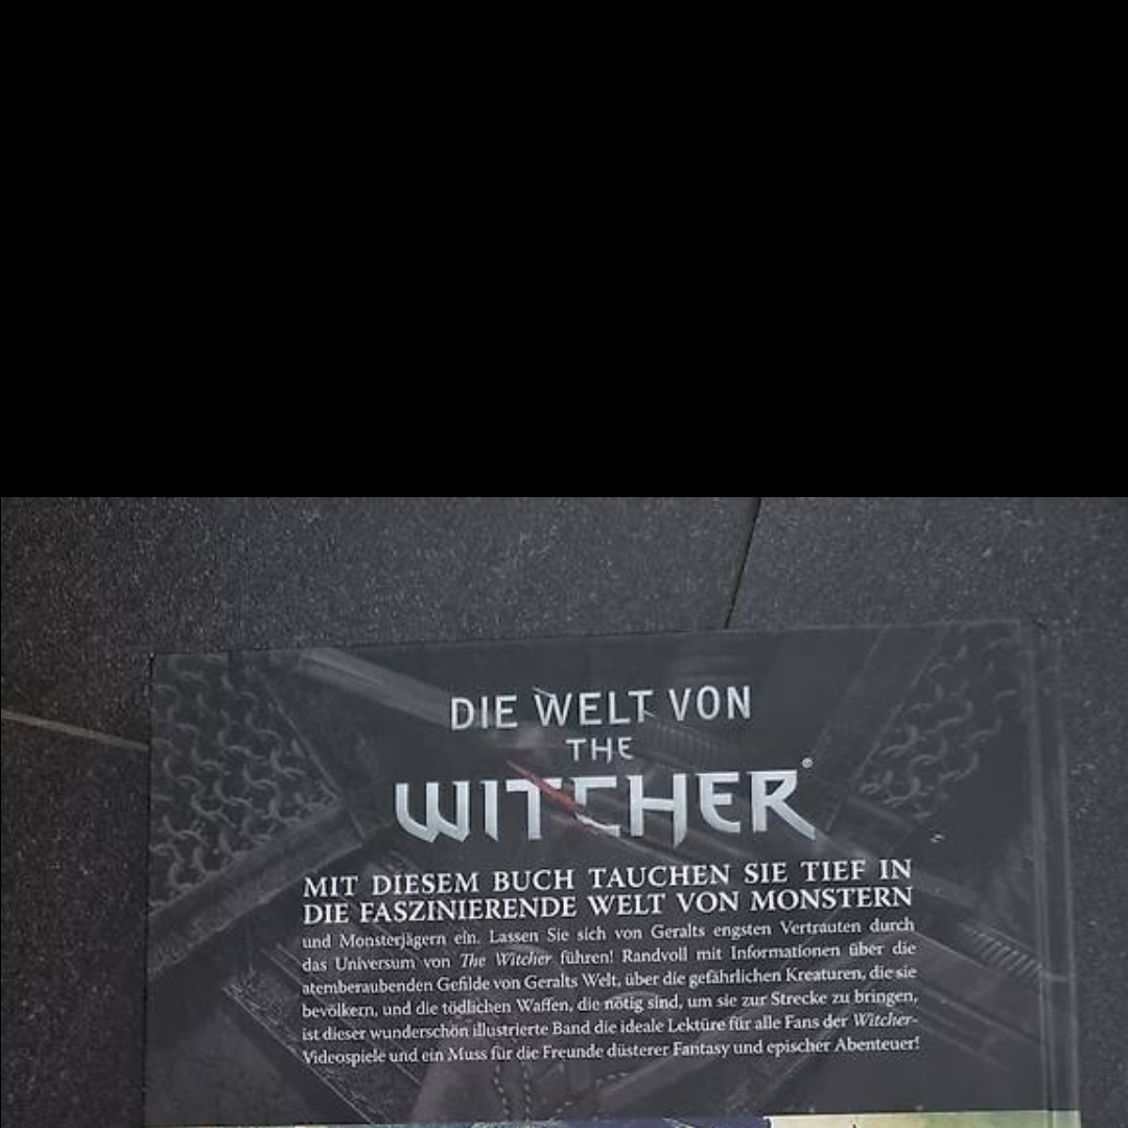 DIE WELT VON
THE
WITCHER®
MIT DIESEM BUCH TAUCHEN SIE TIEF IN
DIE FASZINIERENDE WELT VON MONSTERN
und Monsterjägern ein. Lassen Sie sich von Geralts engsten Vertrauten durch
das Universum von The Witcher führen! Randvoll mit Informationen über die
atemberaubenden Gefilde von Geralts Welt, über die gefährlichen Kreaturen, die sie
bevölkern, und die tödlichen Waffen, die nötig sind, um sie zur Strecke zu bringen,
ist dieser wunderschön illustrierte Band die ideale Lektüre für alle Fans der Witcher-
Videospiele und ein Muss für die Freunde düsterer Fantasy und epischer Abenteuer!